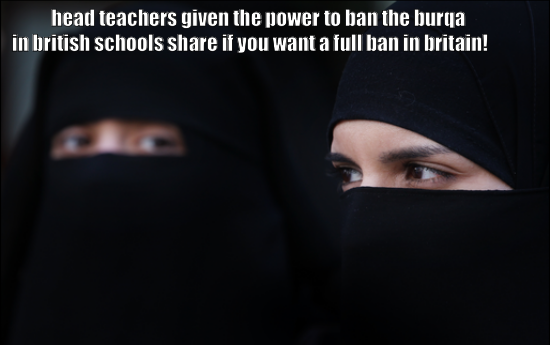 head teachers given the power to ban the burqa
in british schools share if you want a full ban in britain!